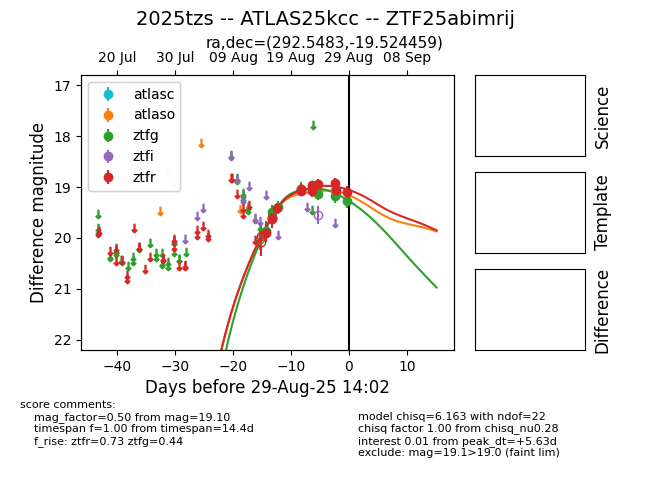 2025tzs -- ATLAS25kcc -- ZTF25abimrij
ra,dec=(292.5483,-19.524459)
20 Jul 30 Jul 09 Aug 19 Aug 29 Aug 08 Sep
17
18
19
20
21
22
Difference magnitude
atlasc
atlaso
ztfg
ztfi
ztfr
−40 −30 −20 −10 0 10
Days before 29-Aug-25 14:02
Science
Template
Difference
score comments:
mag_factor=0.50 from mag=19.10
timespan f=1.00 from timespan=14.4d
f_rise: ztfr=0.73 ztfg=0.44
model chisq=6.163 with ndof=22
chisq factor 1.00 from chisq_nu0.28
interest 0.01 from peak_dt=+5.63d
exclude: mag=19.1>19.0 (faint lim)